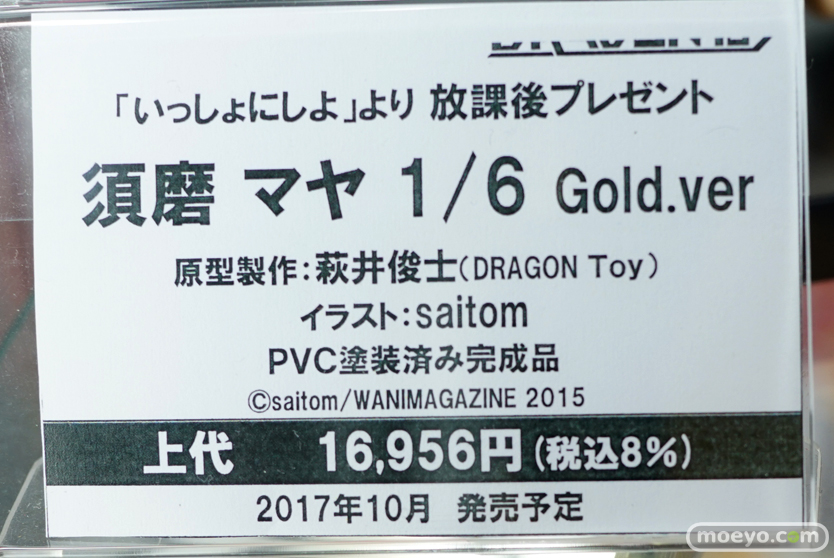 「いっしょにしよ」より 放課後プレゼント
須磨 マヤ 1/6 Gold.ver
原型製作：萩井俊士（DRAGON Toy）
イラスト：saitom
PVC塗装済み完成品
©saitom/WANIMAGAZINE 2015
上代 16,956円（税込8%）
2017年10月 発売予定
moeyo.com